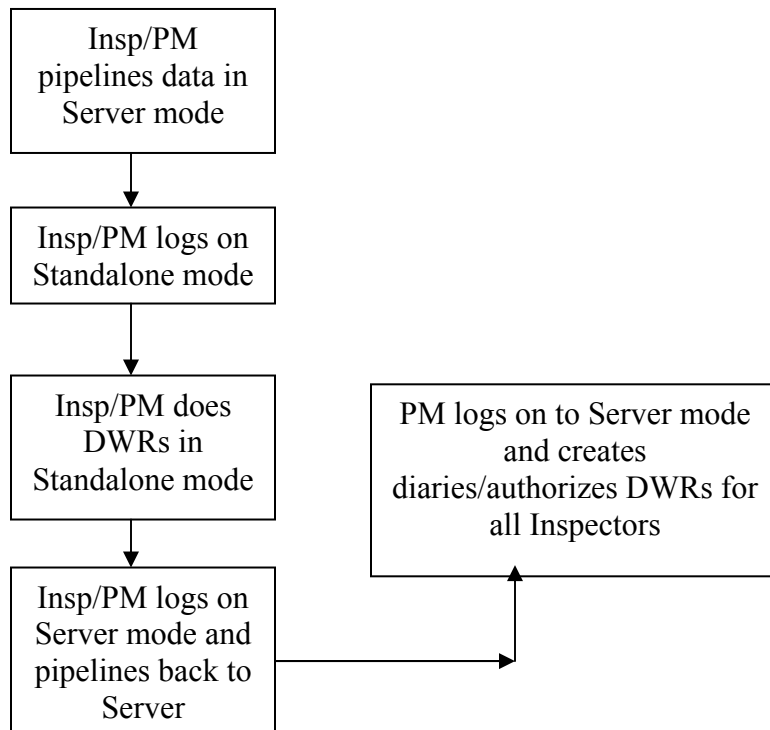 Insp/PM
pipelines data in
Server mode
Insp/PM logs on
Standalone mode
Insp/PM does
DWRs in
Standalone mode
Insp/PM logs on
Server mode and
pipelines back to
Server
PM logs on to Server mode
and creates
diaries/authorizes DWRs for
all Inspectors